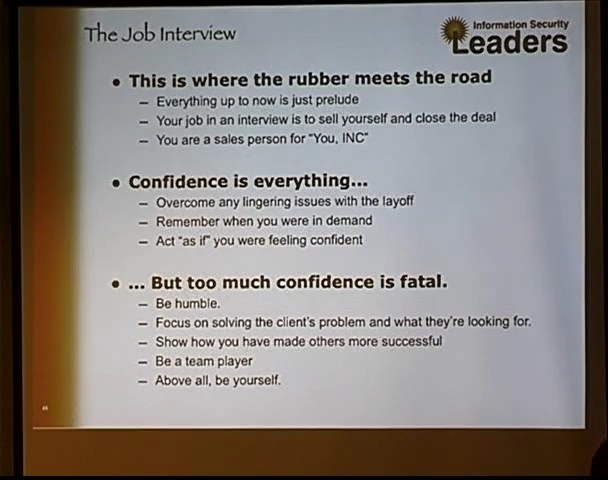 The Job Interview
Information Security
Leaders
• This is where the rubber meets the road
– Everything up to now is just prelude
– Your job in an interview is to sell yourself and close the deal
– You are a sales person for "You, INC"
• Confidence is everything...
– Overcome any lingering issues with the layoff
– Remember when you were in demand
– Act "as if" you were feeling confident
• ... But too much confidence is fatal.
– Be humble.
– Focus on solving the client's problem and what they're looking for.
– Show how you have made others more successful
– Be a team player
– Above all, be yourself.